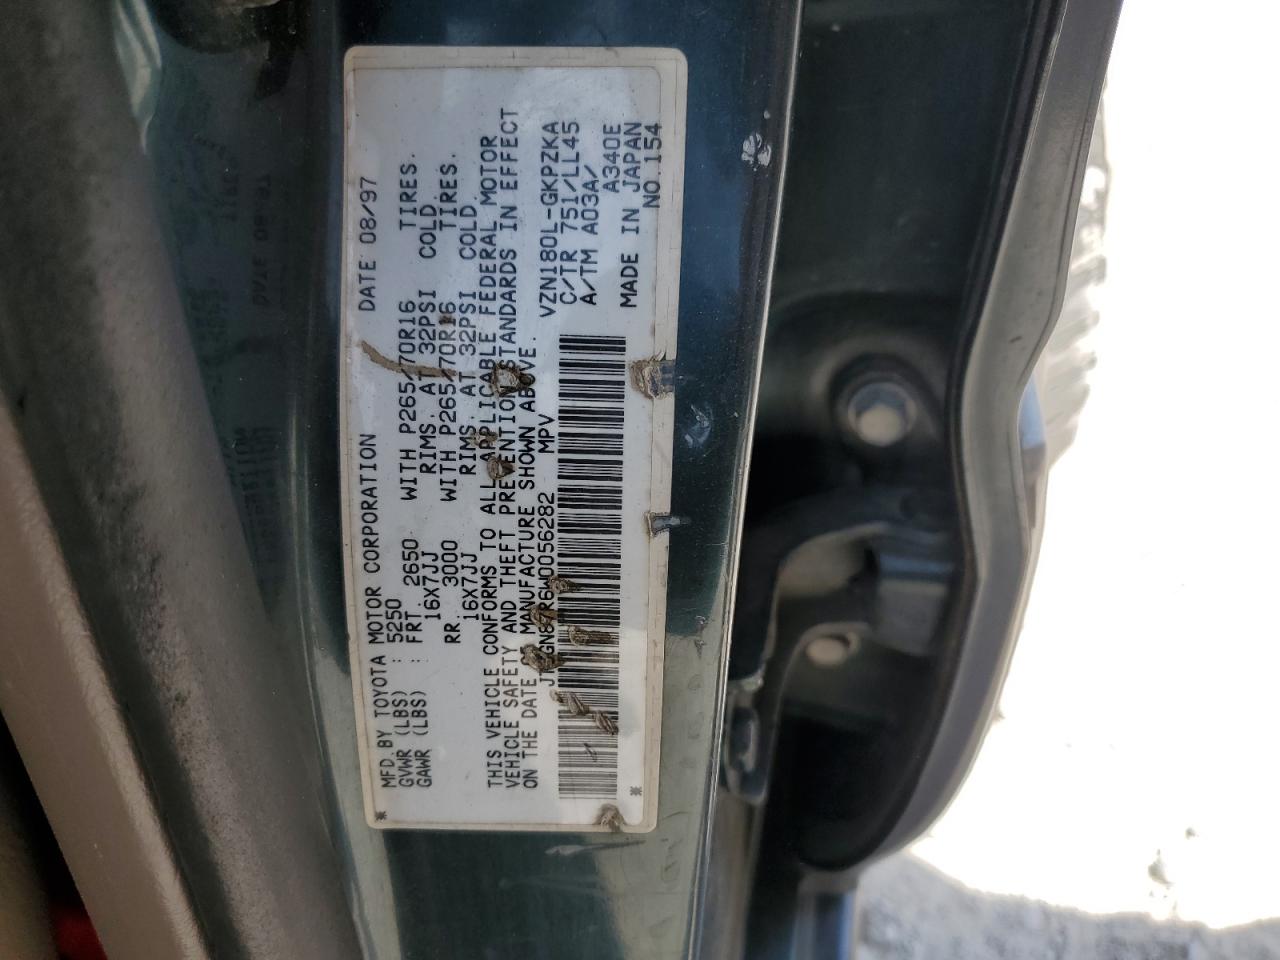 MFD. BY TOYOTA MOTOR CORPORATION DATE 08/97
GVWR (LBS) : 5250 WITH P265/70R16 TIRES.
GAWR (LBS) : FRT. 2650 16X7JJ RIMS. AT 32PSI COLD.
RR. 3000 WITH P265/70R16 TIRES.
16X7JJ RIMS. AT 32PSI COLD.
THIS VEHICLE CONFORMS TO ALL APPLICABLE FEDERAL MOTOR
VEHICLE SAFETY AND THEFT PREVENTION STANDARDS IN EFFECT
ON THE DATE OF MANUFACTURE SHOWN ABOVE.
MPV
VZN180L-GKPZKA
C/TR 751/LL45
A/TM A03A/
A340E
MADE IN JAPAN
NO.154